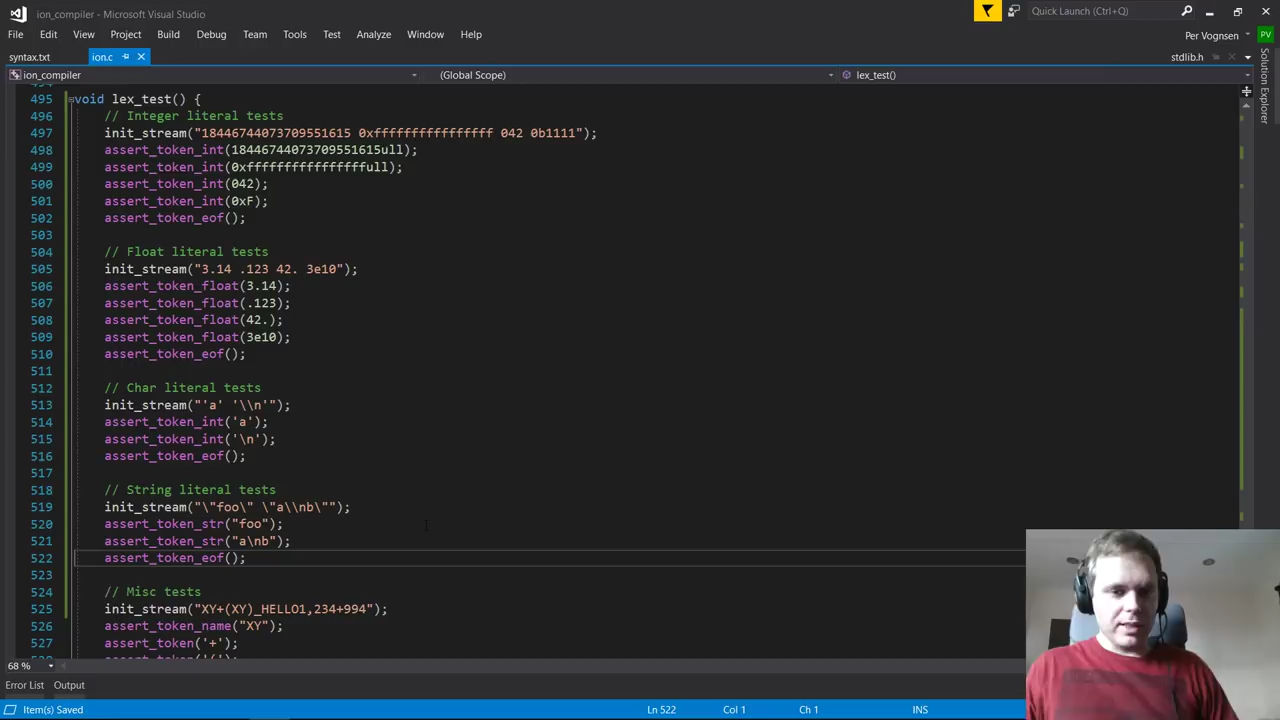 ion_compiler - Microsoft Visual Studio
Quick Launch (Ctrl+Q)
File Edit View Project Build Debug Team Tools Test Analyze Window Help
Per Vognsen PV
syntax.txt ion.c stdlib.h
ion_compiler (Global Scope) lex_test()
Solution Explorer
495 void lex_test() {
496 // Integer literal tests
497 init_stream("18446744073709551615 0xffffffffffffffff 042 0b1111");
498 assert_token_int(18446744073709551615ull);
499 assert_token_int(0xffffffffffffffffull);
500 assert_token_int(042);
501 assert_token_int(0xF);
502 assert_token_eof();
503
504 // Float literal tests
505 init_stream("3.14 .123 42. 3e10");
506 assert_token_float(3.14);
507 assert_token_float(.123);
508 assert_token_float(42.);
509 assert_token_float(3e10);
510 assert_token_eof();
511
512 // Char literal tests
513 init_stream("'a' '\\n'");
514 assert_token_int('a');
515 assert_token_int('\n');
516 assert_token_eof();
517
518 // String literal tests
519 init_stream("\"foo\" \"a\\nb\"");
520 assert_token_str("foo");
521 assert_token_str("a\nb");
522 assert_token_eof();
523
524 // Misc tests
525 init_stream("XY+(XY)_HELLO1,234+994");
526 assert_token_name("XY");
527 assert_token('+');
68 %
Error List Output
Item(s) Saved Ln 522 Col 1 Ch 1 INS